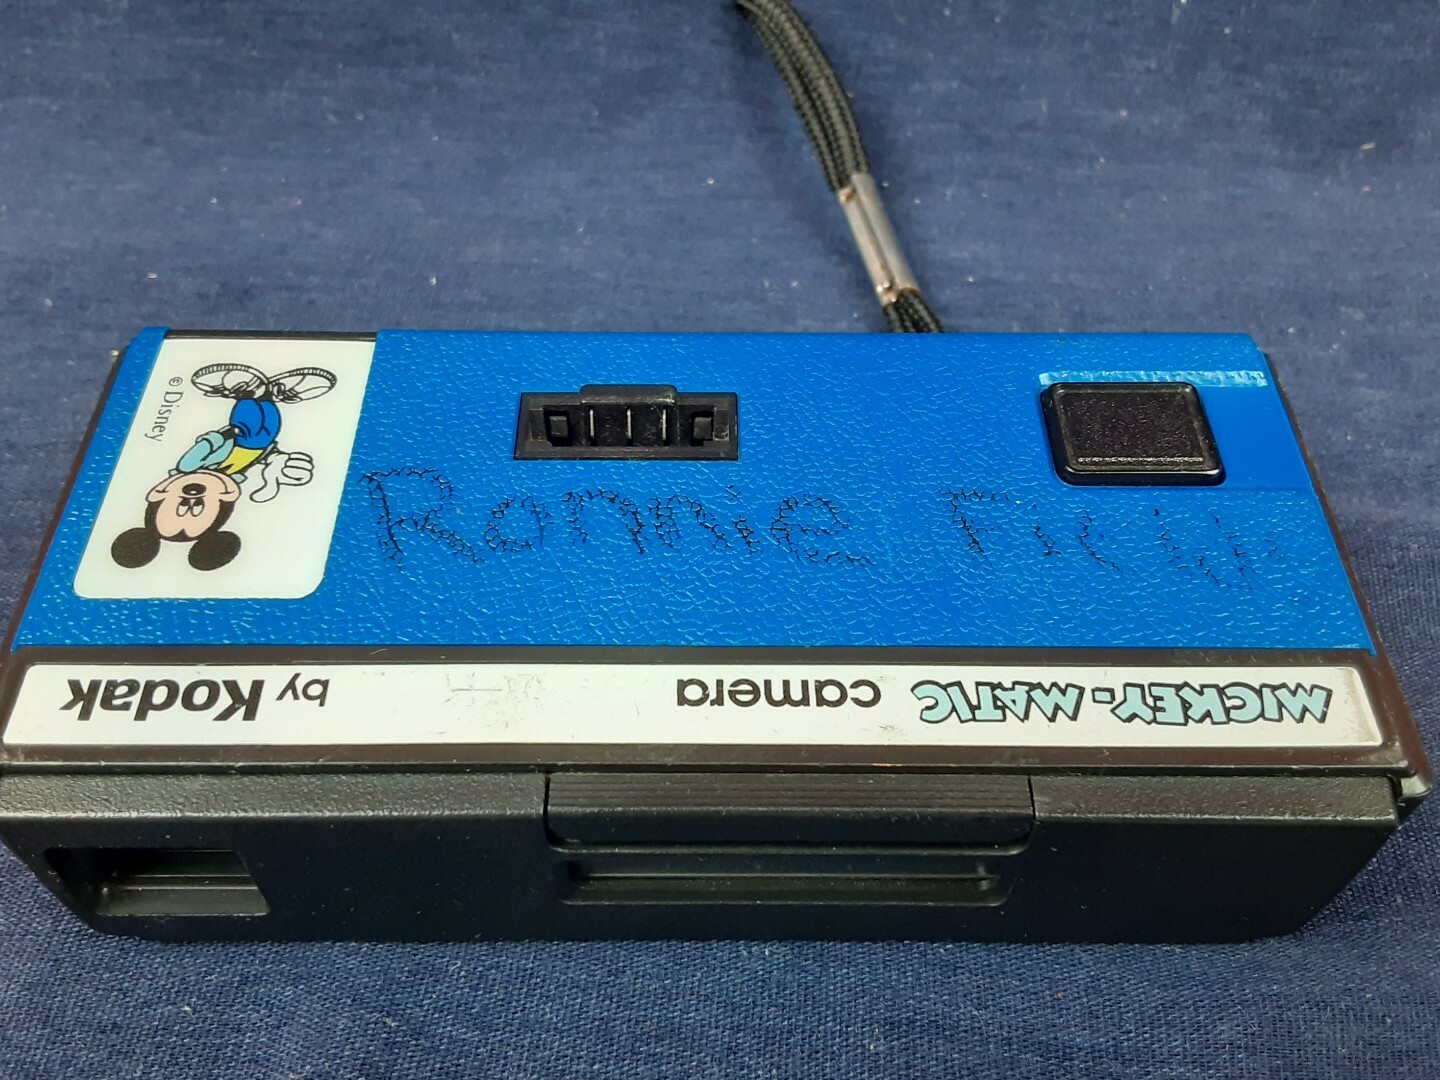 © Disney
Ronnie
MICKEY-MATIC camera by Kodak